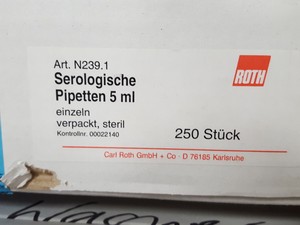 Art. N239.1
Serologische
Pipetten 5 ml
einzeln
verpackt, steril
Kontrollnr. 00022140
ROTH
250 Stück
Carl Roth GmbH + Co · D 76185 Karlsruhe